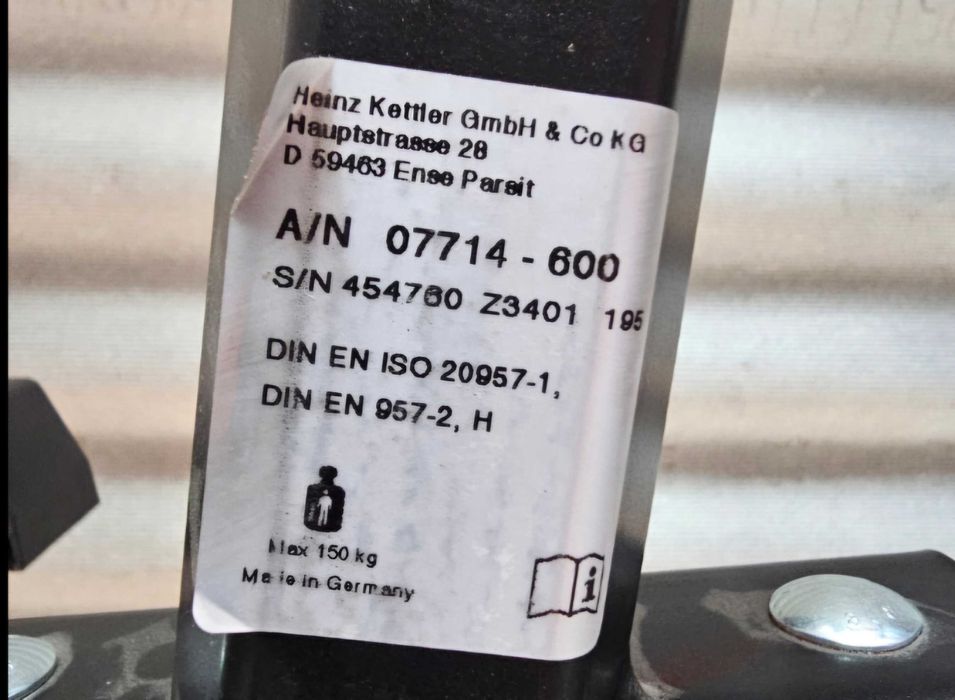 Heinz Kettler GmbH & Co KG
Hauptstrasse 28
D 59463 Ense Parsit
A/N 07714 - 600
S/N 454760 Z3401 195
DIN EN ISO 20957-1,
DIN EN 957-2, H
Max 150 kg
Made in Germany
i